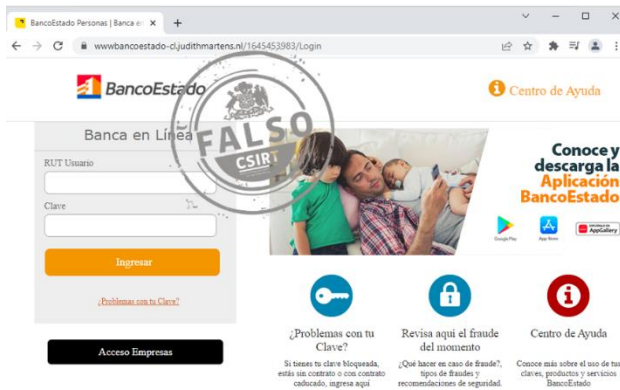 BancoEstado Personas | Banca en
wwwbancoestado-cl.judithmartens.nl/1645453983/Login
BancoEstado
Centro de Ayuda
Banca en Línea
FALSO
CSIRT
RUT Usuario
Clave
Ingresar
¿Problemas con tu Clave?
Acceso Empresas
Conoce y
descarga la
Aplicación
BancoEstado
Google Play
App Store
AppGallery
¿Problemas con tu
Clave?
Si tienes tu clave bloqueada,
estás sin contrato o con contrato
caducado, ingresa aquí
Revisa aquí el fraude
del momento
¿Qué hacer en caso de fraude?,
tipos de fraudes y
recomendaciones de seguridad.
Centro de Ayuda
Conoce más sobre el uso de tus
claves, productos y servicios
BancoEstado